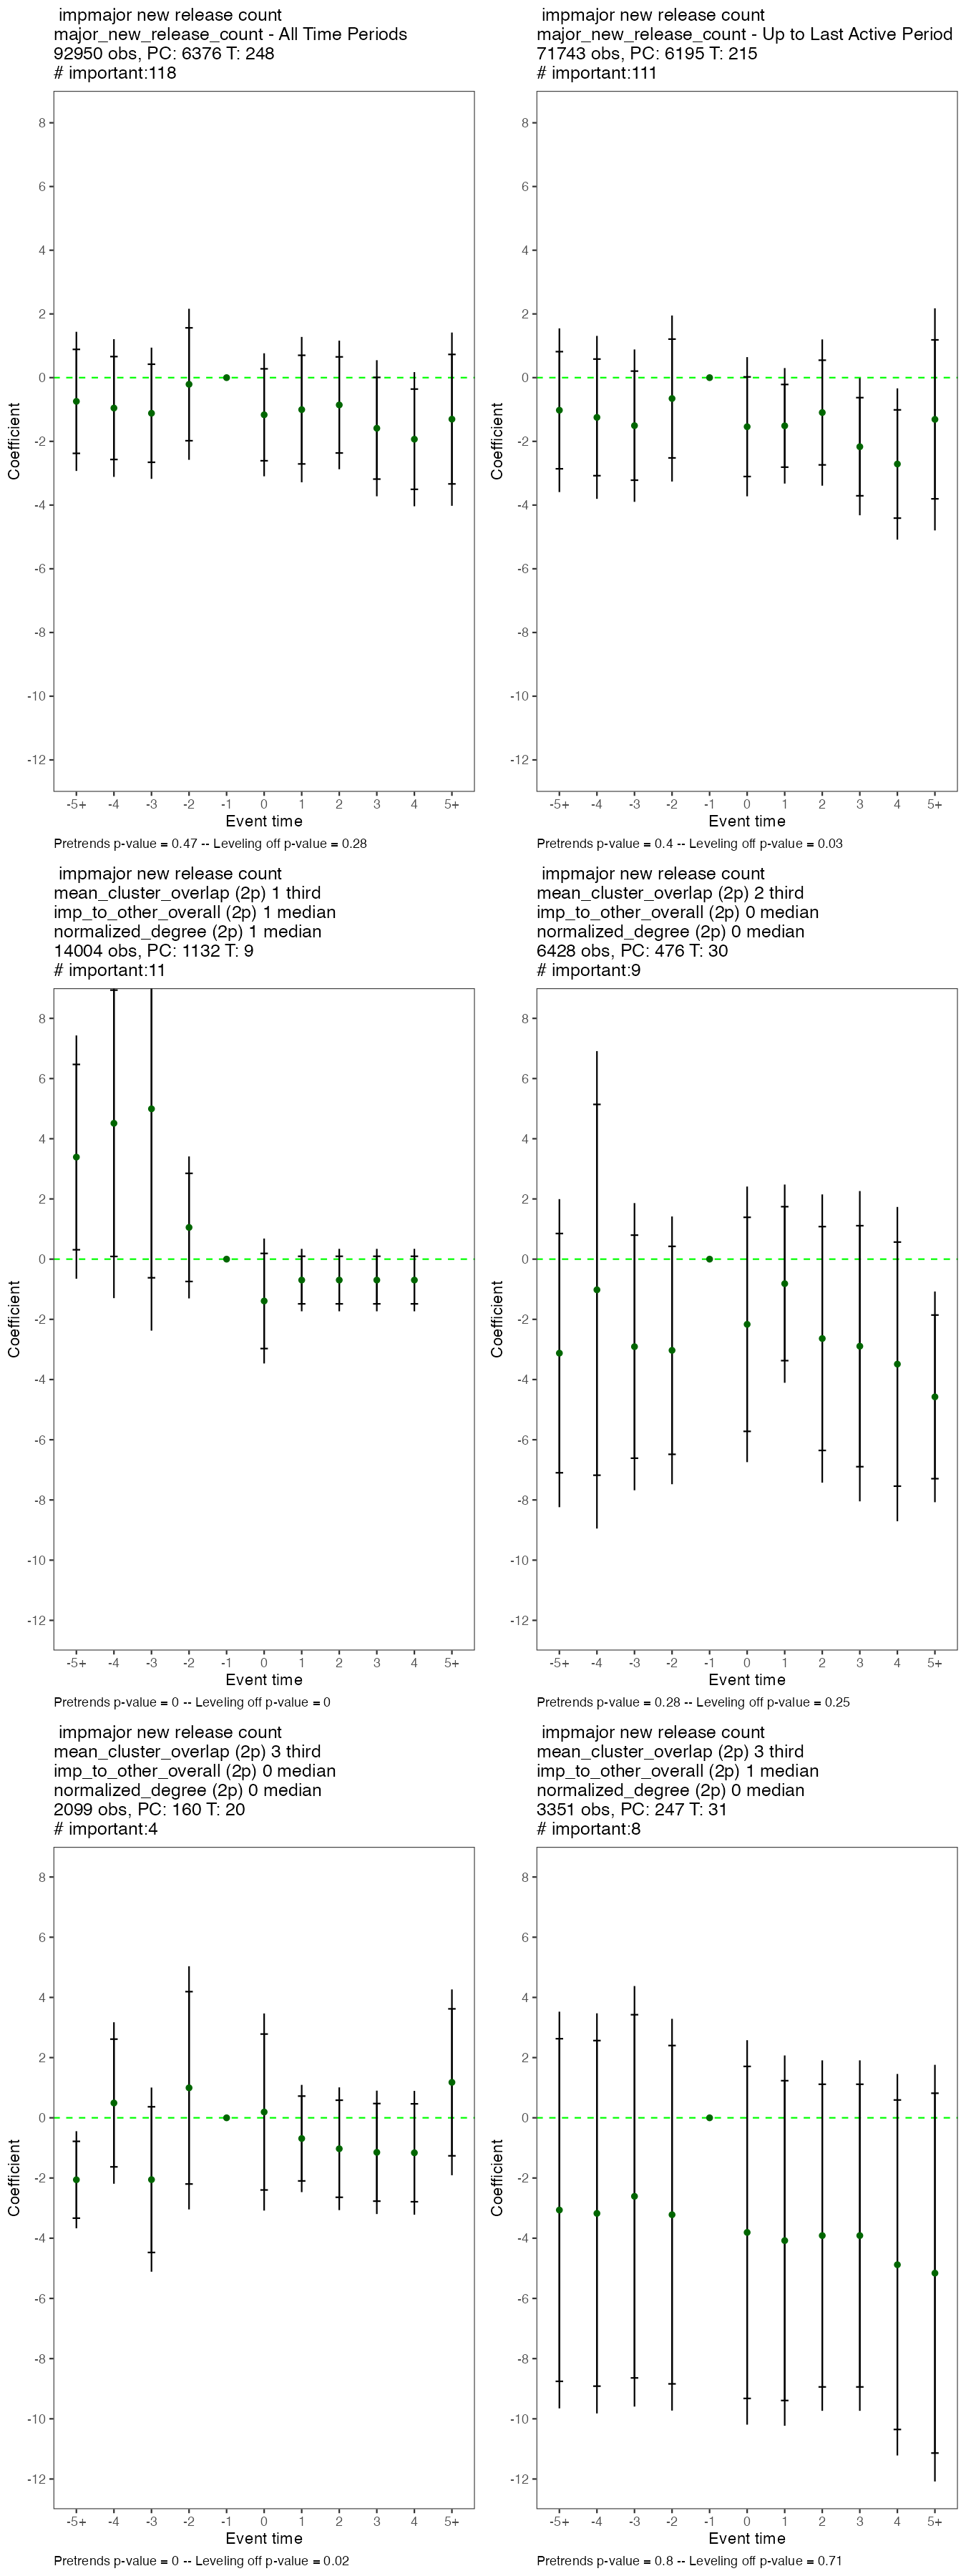 impmajor new release count
major_new_release_count - All Time Periods
92950 obs, PC: 6376 T: 248
# important:118
8
6
4
2
0
-2
-4
-6
-8
-10
-12
Coefficient
-5+ -4 -3 -2 -1 0 1 2 3 4 5+
Event time
Pretrends p-value = 0.47 -- Leveling off p-value = 0.28
impmajor new release count
major_new_release_count - Up to Last Active Period
71743 obs, PC: 6195 T: 215
# important:111
8
6
4
2
0
-2
-4
-6
-8
-10
-12
Coefficient
-5+ -4 -3 -2 -1 0 1 2 3 4 5+
Event time
Pretrends p-value = 0.4 -- Leveling off p-value = 0.03
impmajor new release count
mean_cluster_overlap (2p) 1 third
imp_to_other_overall (2p) 1 median
normalized_degree (2p) 1 median
14004 obs, PC: 1132 T: 9
# important:11
8
6
4
2
0
-2
-4
-6
-8
-10
-12
Coefficient
-5+ -4 -3 -2 -1 0 1 2 3 4 5+
Event time
Pretrends p-value = 0 -- Leveling off p-value = 0
impmajor new release count
mean_cluster_overlap (2p) 2 third
imp_to_other_overall (2p) 0 median
normalized_degree (2p) 0 median
6428 obs, PC: 476 T: 30
# important:9
8
6
4
2
0
-2
-4
-6
-8
-10
-12
Coefficient
-5+ -4 -3 -2 -1 0 1 2 3 4 5+
Event time
Pretrends p-value = 0.28 -- Leveling off p-value = 0.25
impmajor new release count
mean_cluster_overlap (2p) 3 third
imp_to_other_overall (2p) 0 median
normalized_degree (2p) 0 median
2099 obs, PC: 160 T: 20
# important:4
8
6
4
2
0
-2
-4
-6
-8
-10
-12
Coefficient
-5+ -4 -3 -2 -1 0 1 2 3 4 5+
Event time
Pretrends p-value = 0 -- Leveling off p-value = 0.02
impmajor new release count
mean_cluster_overlap (2p) 3 third
imp_to_other_overall (2p) 1 median
normalized_degree (2p) 0 median
3351 obs, PC: 247 T: 31
# important:8
8
6
4
2
0
-2
-4
-6
-8
-10
-12
Coefficient
-5+ -4 -3 -2 -1 0 1 2 3 4 5+
Event time
Pretrends p-value = 0.8 -- Leveling off p-value = 0.71